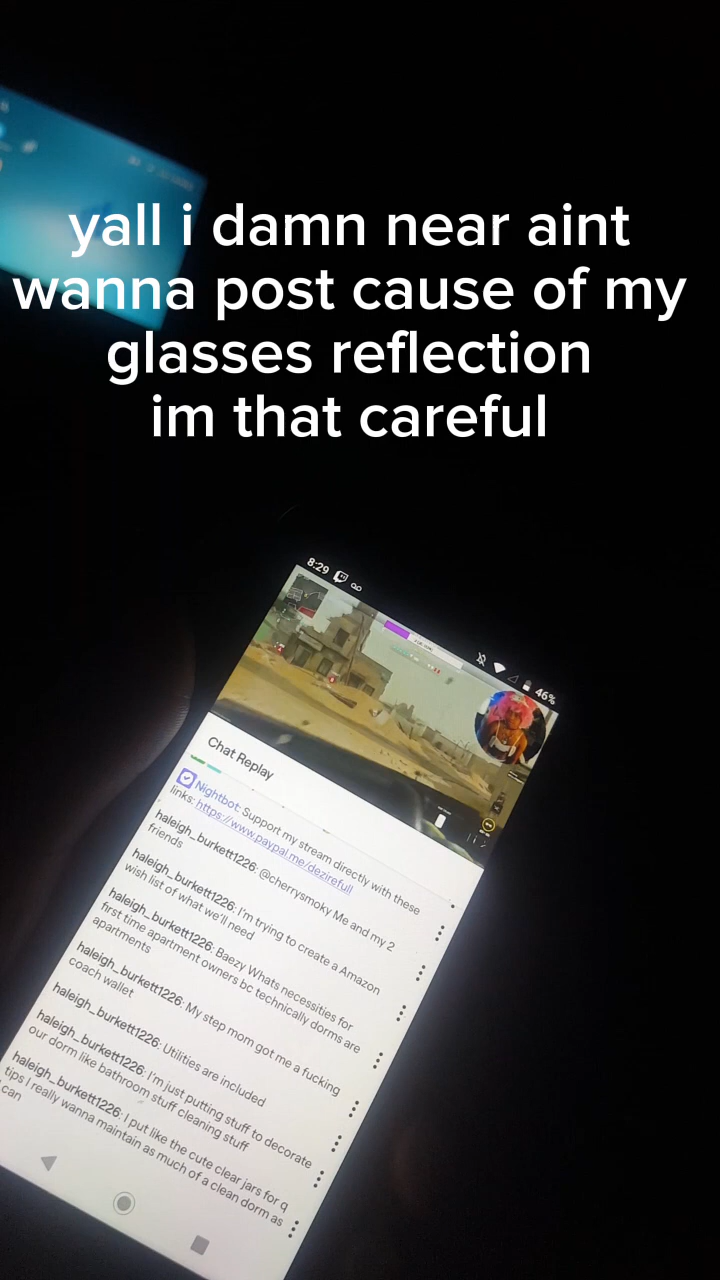 yall i damn near aint
wanna post cause of my
glasses reflection
im that careful
8:29
46%
Chat Replay
Nightbot: Support my stream directly with these
links: https://www.paypal.me/dezirefull
haleigh_burkett1226: @cherrysmoky Me and my 2
friends
haleigh_burkett1226: I'm trying to create a Amazon
wish list of what we'll need
haleigh_burkett1226: Baezy Whats necessities for
first time apartment owners bc technically dorms are
apartments
haleigh_burkett1226: My step mom got me a fucking
coach wallet
haleigh_burkett1226: Utilities are included
haleigh_burkett1226: I'm just putting stuff to decorate
our dorm like bathroom stuff cleaning stuff
haleigh_burkett1226: I put like the cute clear jars for q
tips I really wanna maintain as much of a clean dorm as
I can